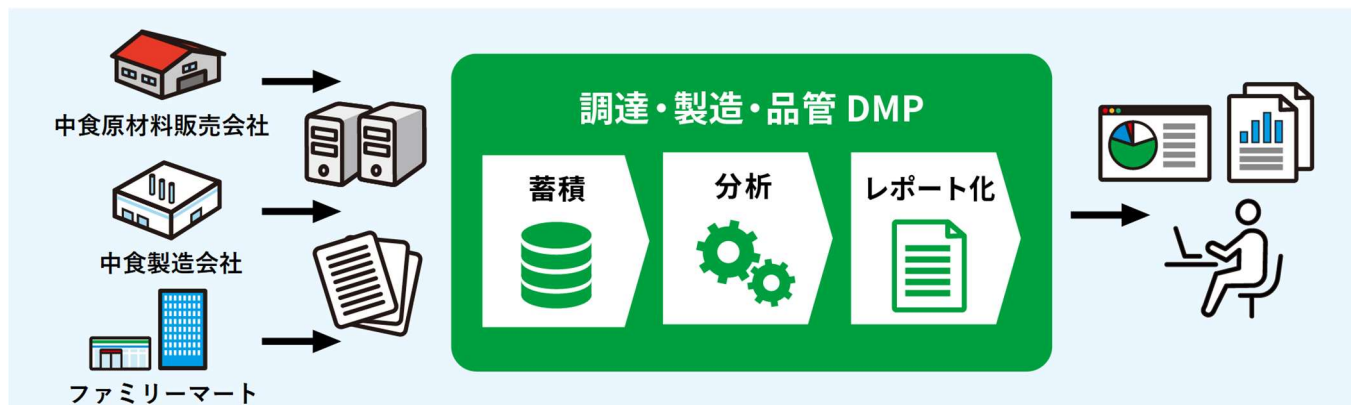 中食原材料販売会社
中食製造会社
ファミリーマート
調達・製造・品管 DMP
蓄積
分析
レポート化